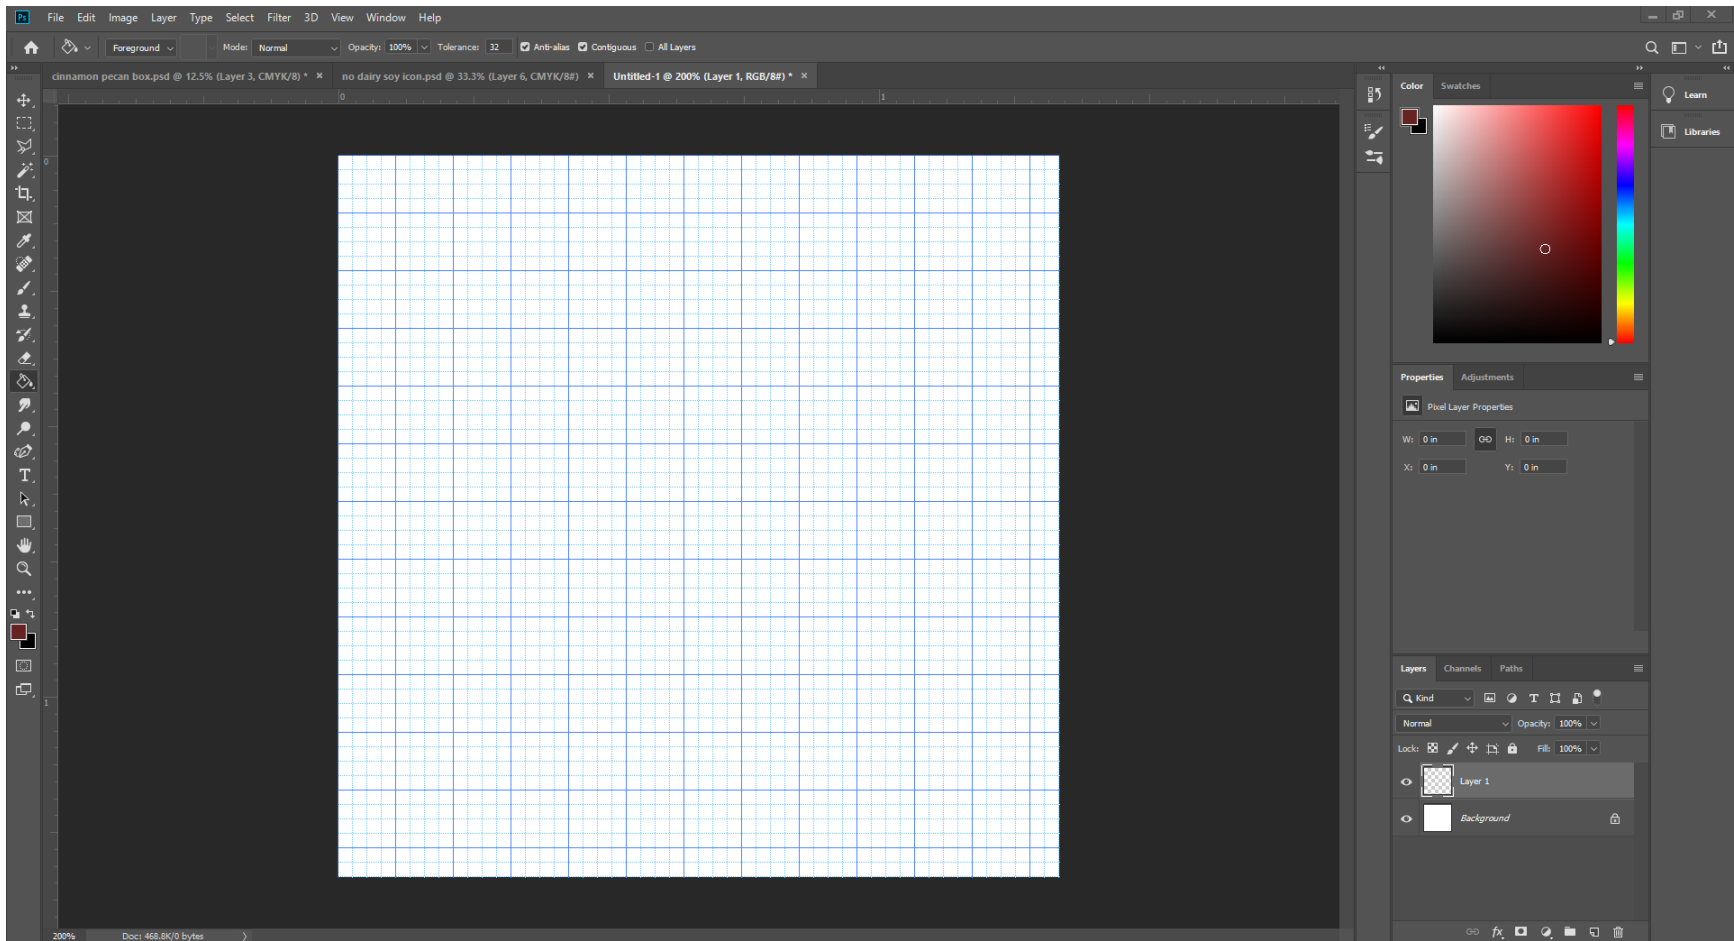 Ps File Edit Image Layer Type Select Filter 3D View Window Help
Foreground Mode: Normal Opacity: 100% Tolerance: 32 Anti-alias Contiguous All Layers
cinnamon pecan box.psd @ 12.5% (Layer 3, CMYK/8) * × no dairy soy icon.psd @ 33.3% (Layer 6, CMYK/8#) × Untitled-1 @ 200% (Layer 1, RGB/8#) * ×
0 1
0
1
Color Swatches
Learn
Libraries
Properties Adjustments
Pixel Layer Properties
W: 0 in H: 0 in
X: 0 in Y: 0 in
Layers Channels Paths
Kind
Normal Opacity: 100%
Lock: Fill: 100%
Layer 1
Background
200% Doc: 468.8K/0 bytes